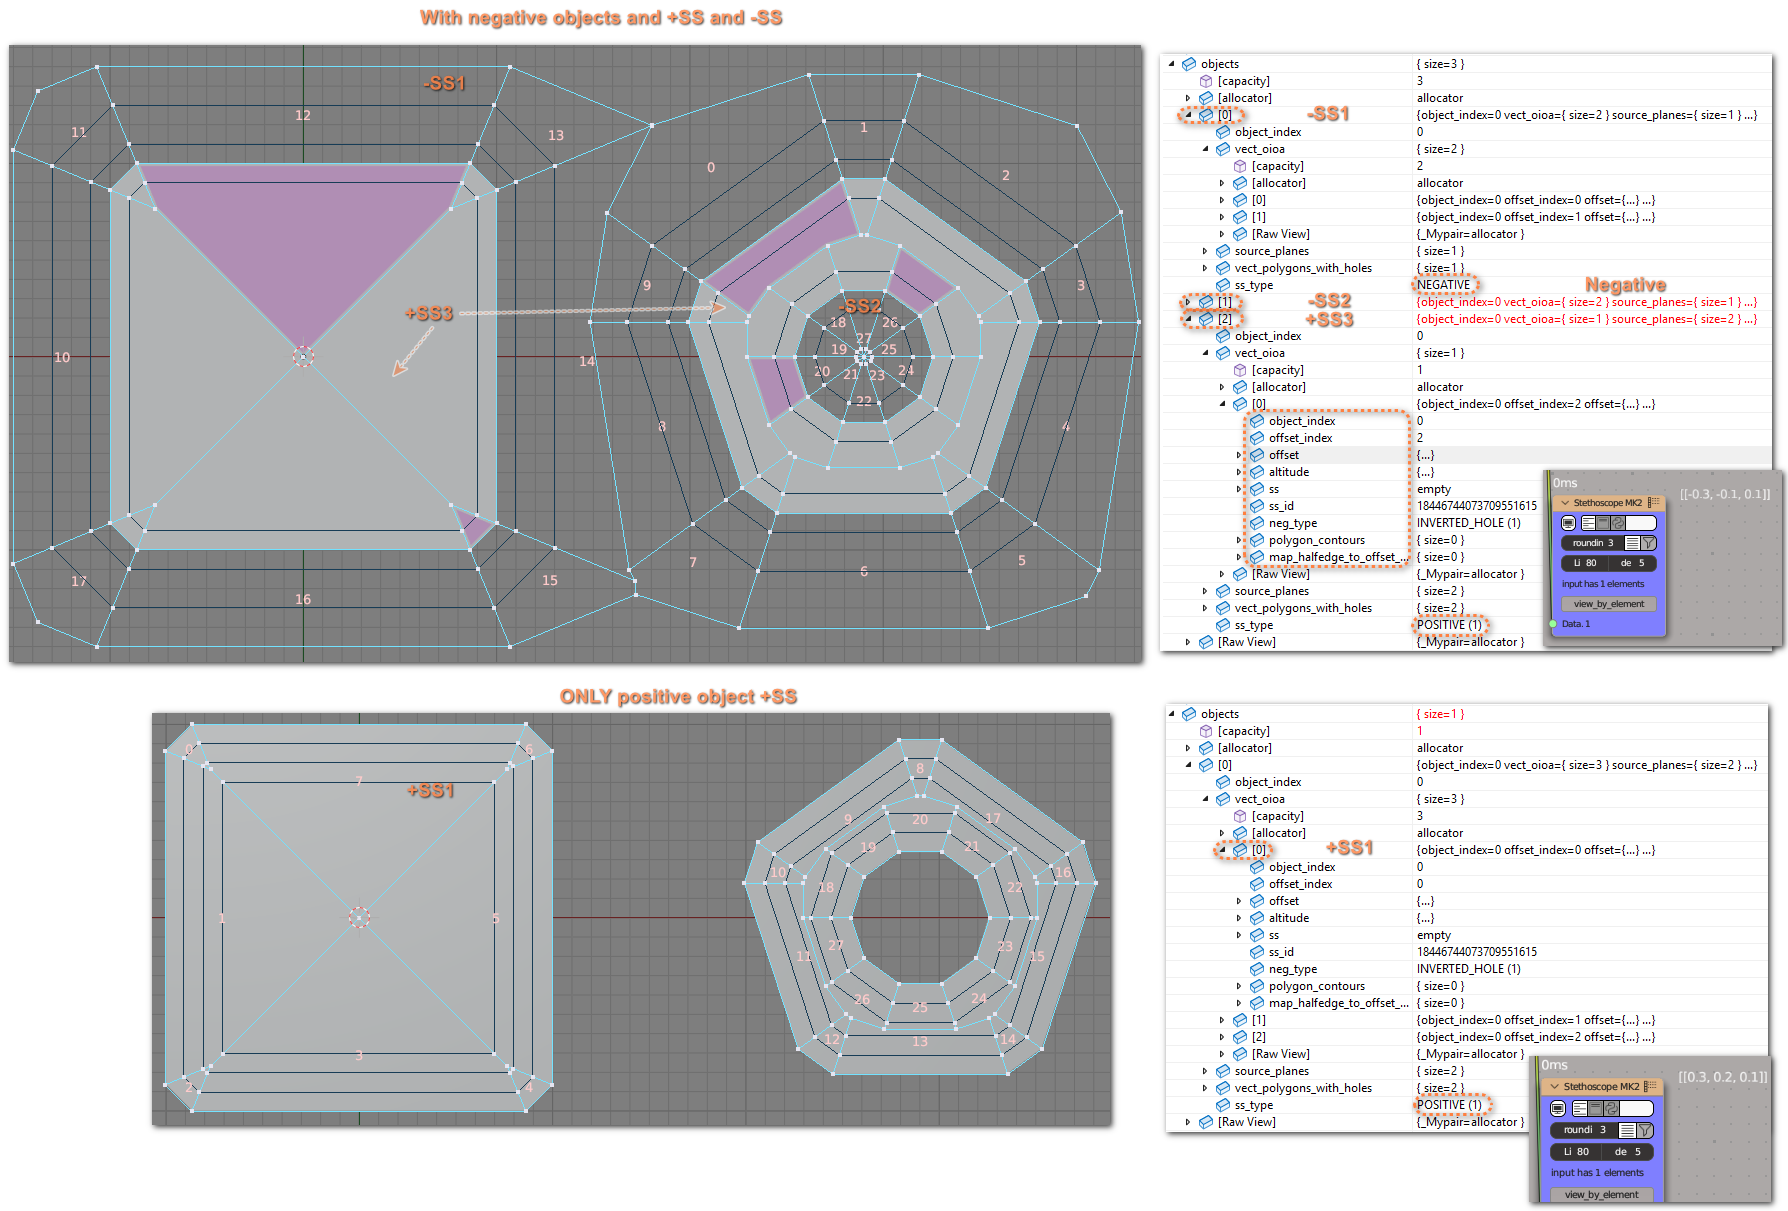 With negative objects and +SS and -SS
-SS1
12
11
13
1
0
2
9
3
+SS3
-SS2
18
26
27
19
25
10
14
20
21
23
24
22
8
4
7
6
5
17
15
16
objects { size=3 }
[capacity] 3
[allocator] allocator
[0] -SS1 {object_index=0 vect_oioa={ size=2 } source_planes={ size=1 } ...}
object_index 0
vect_oioa { size=2 }
[capacity] 2
[allocator] allocator
[0] {object_index=0 offset_index=0 offset={...} ...}
[1] {object_index=0 offset_index=1 offset={...} ...}
[Raw View] {_Mypair=allocator }
source_planes { size=1 }
vect_polygons_with_holes { size=1 }
ss_type NEGATIVE Negative
[1] -SS2 {object_index=0 vect_oioa={ size=2 } source_planes={ size=1 } ...}
[2] +SS3 {object_index=0 vect_oioa={ size=1 } source_planes={ size=2 } ...}
object_index 0
vect_oioa { size=1 }
[capacity] 1
[allocator] allocator
[0] {object_index=0 offset_index=2 offset={...} ...}
object_index 0
offset_index 2
offset {...}
altitude {...}
ss empty
ss_id 18446744073709551615
neg_type INVERTED_HOLE (1)
polygon_contours { size=0 }
map_halfedge_to_offset_... { size=0 }
[Raw View] {_Mypair=allocator }
source_planes { size=2 }
vect_polygons_with_holes { size=2 }
ss_type POSITIVE (1)
[Raw View] {_Mypair=allocator }
0ms
[[-0.3, -0.1, 0.1]]
Stethoscope MK2
roundin 3
Li 80 de 5
input has 1 elements
view_by_element
Data. 1
ONLY positive object +SS
0
6
7
+SS1
1
5
3
2
4
8
9
20
17
19
21
10
18
22
16
11
27
23
15
26
25
24
12
13
14
objects { size=1 }
[capacity] 1
[allocator] allocator
[0] {object_index=0 vect_oioa={ size=3 } source_planes={ size=2 } ...}
object_index 0
vect_oioa { size=3 }
[capacity] 3
[allocator] allocator
[0] +SS1 {object_index=0 offset_index=0 offset={...} ...}
object_index 0
offset_index 0
offset {...}
altitude {...}
ss empty
ss_id 18446744073709551615
neg_type INVERTED_HOLE (1)
polygon_contours { size=0 }
map_halfedge_to_offset_... { size=0 }
[1] {object_index=0 offset_index=1 offset={...} ...}
[2] {object_index=0 offset_index=2 offset={...} ...}
[Raw View] {_Mypair=allocator }
source_planes { size=2 }
vect_polygons_with_holes { size=2 }
ss_type POSITIVE (1)
[Raw View] {_Mypair=allocator }
0ms
[[0.3, 0.2, 0.1]]
Stethoscope MK2
roundi 3
Li 80 de 5
input has 1 elements
view_by_element